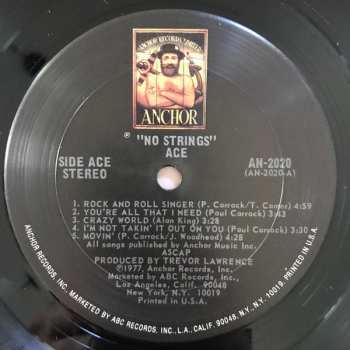 ANCHOR RECORDS LIMITED
ANCHOR
℗ "NO STRINGS"
ACE
SIDE ACE
STEREO
AN-2020
(AN-2020-A)
1. ROCK AND ROLL SINGER (P. Carrack/T. Comer) 4:59
2. YOU'RE ALL THAT I NEED (Paul Carrack) 3:43
3. CRAZY WORLD (Alan King) 3:28
4. I'M NOT TAKIN' IT OUT ON YOU (Paul Carrack) 3:30
5. MOVIN' (P. Carrack/J. Woodhead) 4:05
All songs published by Anchor Music Inc.
ASCAP
PRODUCED BY TREVOR LAWRENCE
©1977, Anchor Records, Inc.
Marketed by ABC Records, Inc.
Los Angeles, Calif. 90048
New York, N.Y. 10019
Printed in U.S.A.
ANCHOR RECORDS, INC., MARKETED BY ABC RECORDS, INC., L.A., CALIF. 90048, N.Y., N.Y. 10019. PRINTED IN U.S.A.